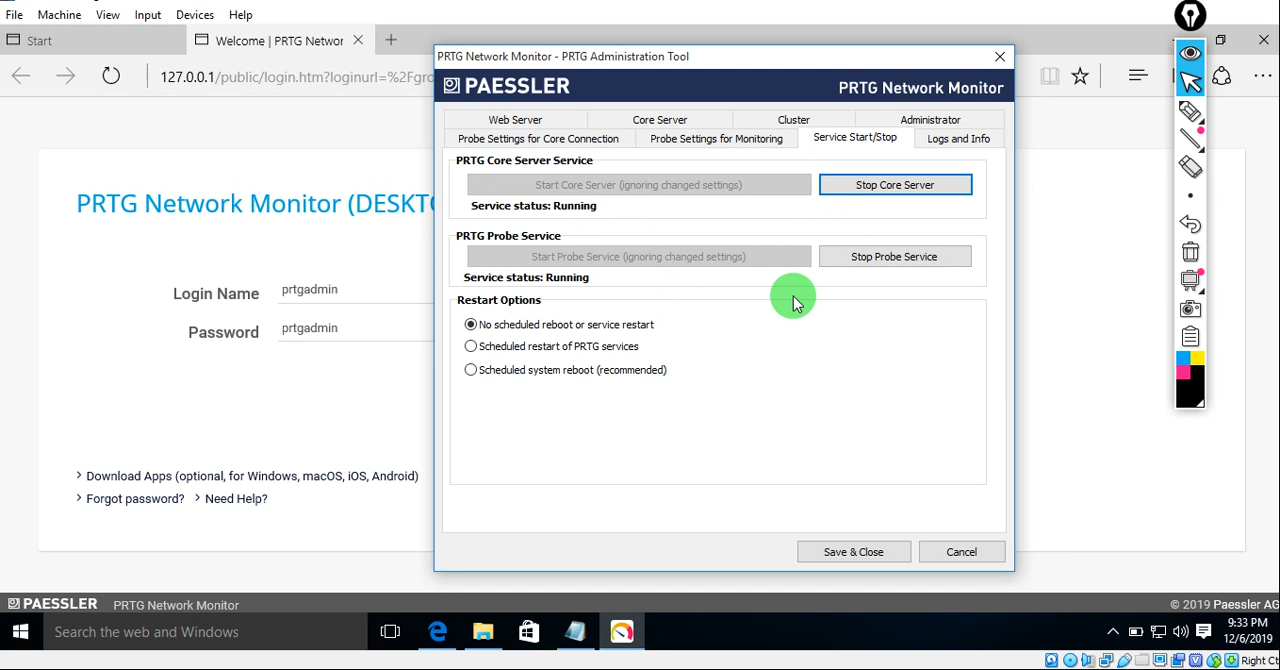 File Machine View Input Devices Help
Start
Welcome | PRTG Networ
127.0.0.1/public/login.htm?loginurl=%2Fgro
PRTG Network Monitor - PRTG Administration Tool
PAESSLER
PRTG Network Monitor
Web Server Core Server Cluster Administrator
Probe Settings for Core Connection Probe Settings for Monitoring Service Start/Stop Logs and Info
PRTG Core Server Service
Start Core Server (ignoring changed settings) Stop Core Server
Service status: Running
PRTG Probe Service
Start Probe Service (ignoring changed settings) Stop Probe Service
Service status: Running
Restart Options
No scheduled reboot or service restart
Scheduled restart of PRTG services
Scheduled system reboot (recommended)
Save & Close Cancel
PRTG Network Monitor (DESKTO
Login Name prtgadmin
Password prtgadmin
> Download Apps (optional, for Windows, macOS, iOS, Android)
> Forgot password? > Need Help?
PAESSLER PRTG Network Monitor © 2019 Paessler AG
Search the web and Windows
9:33 PM
12/6/2019
Right Ct